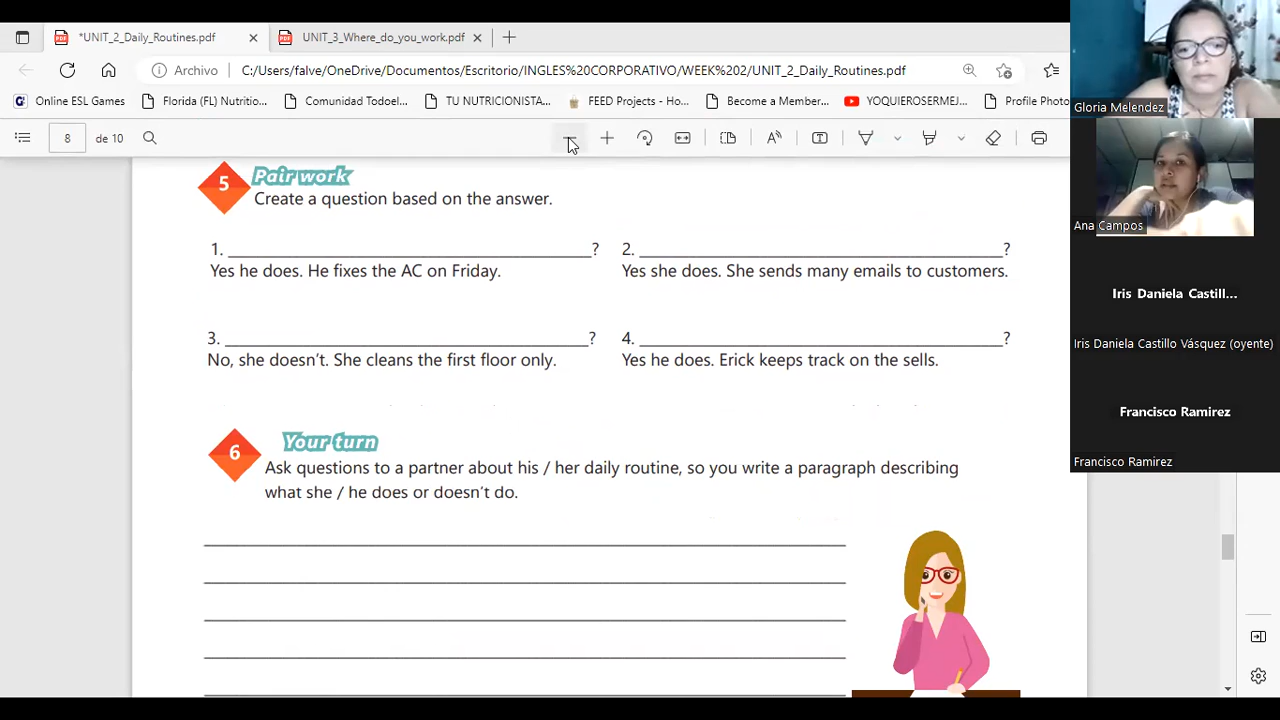 *UNIT_2_Daily_Routines.pdf
UNIT_3_Where_do_you_work.pdf
Archivo
C:/Users/falve/OneDrive/Documentos/Escritorio/INGLES%20CORPORATIVO/WEEK%202/UNIT_2_Daily_Routines.pdf
Online ESL Games
Florida (FL) Nutritio...
Comunidad Todoel...
TU NUTRICIONISTA...
FEED Projects - Ho...
Become a Member...
YOQUIEROSERMEJ...
Profile Photo
8 de 10
5 Pair work
Create a question based on the answer.
1. ________________________________________?
Yes he does. He fixes the AC on Friday.
2. ________________________________________?
Yes she does. She sends many emails to customers.
3. ________________________________________?
No, she doesn't. She cleans the first floor only.
4. ________________________________________?
Yes he does. Erick keeps track on the sells.
6 Your turn
Ask questions to a partner about his / her daily routine, so you write a paragraph describing
what she / he does or doesn't do.
Gloria Melendez
Ana Campos
Iris Daniela Castill...
Iris Daniela Castillo Vásquez (oyente)
Francisco Ramirez
Francisco Ramirez